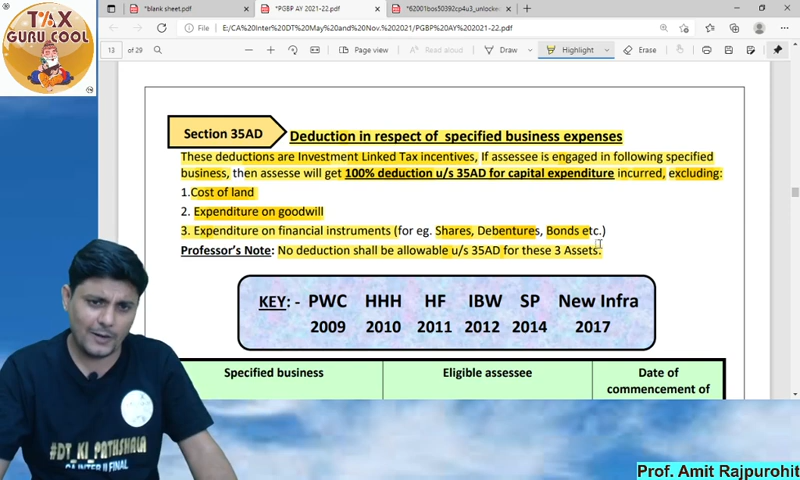 TAX
GURU COOL
*blank sheet.pdf
*PGBP AY 2021-22.pdf
*62001bos50392cp4u3_unlocked
File | E:/CA%20Inter%20DT%20May%20and%20Nov.%202021/PGBP%20AY%202021-22.pdf
13 of 29
Page view
Draw
Highlight
Erase
Section 35AD
Deduction in respect of specified business expenses
These deductions are Investment Linked Tax incentives, If assessee is engaged in following specified
business, then assesse will get 100% deduction u/s 35AD for capital expenditure incurred, excluding:
1.Cost of land
2. Expenditure on goodwill
3. Expenditure on financial instruments (for eg. Shares, Debentures, Bonds etc.)
Professor's Note: No deduction shall be allowable u/s 35AD for these 3 Assets.
KEY: - PWC HHH HF IBW SP New Infra
2009 2010 2011 2012 2014 2017
Specified business
Eligible assessee
Date of
commencement of
#DT_KI_PATHSHALA
CA INTER || FINAL
Prof. Amit Rajpurohit